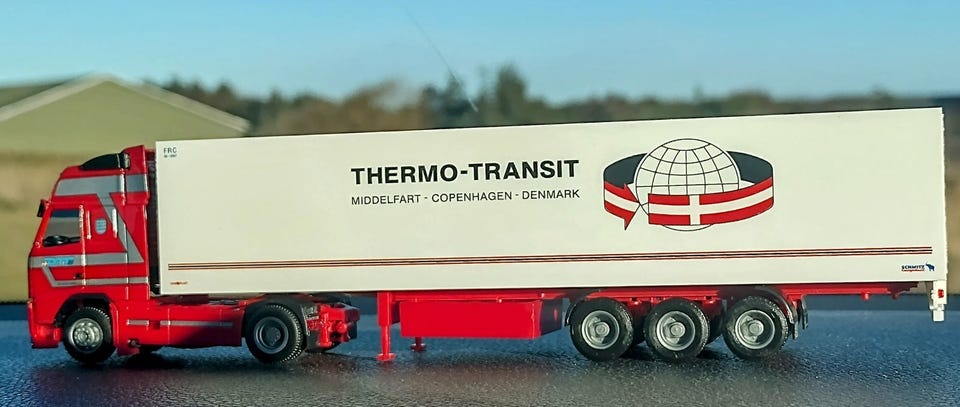 FRC
THERMO-TRANSIT
MIDDELFART - COPENHAGEN - DENMARK
SCHMITZ